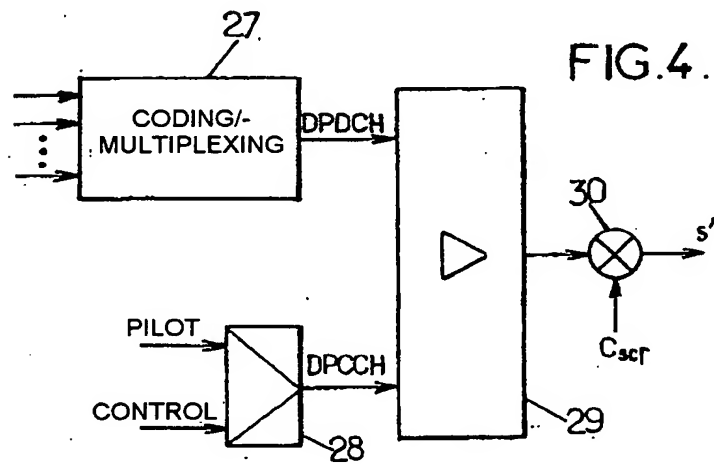 27
FIG.4.
CODING/-
MULTIPLEXING
DPDCH
30
s'
PILOT
DPCCH
Cscr
CONTROL
28
29